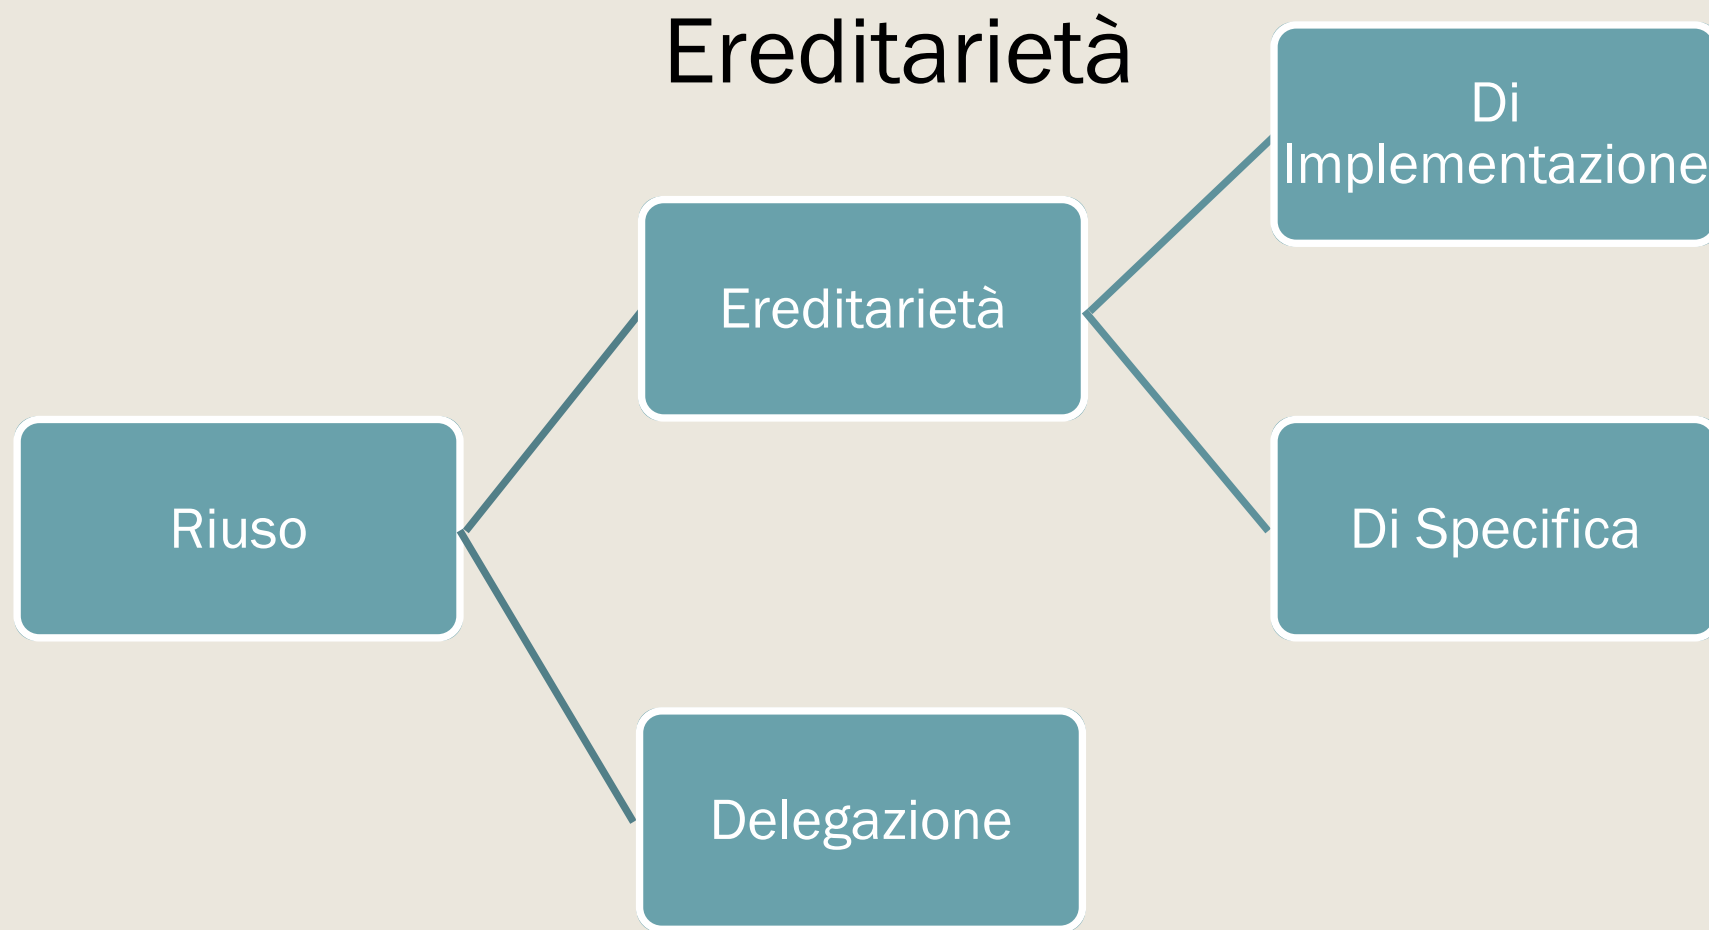 Ereditarietà
Di
Implementazione
Ereditarietà
Riuso
Di Specifica
Delegazione